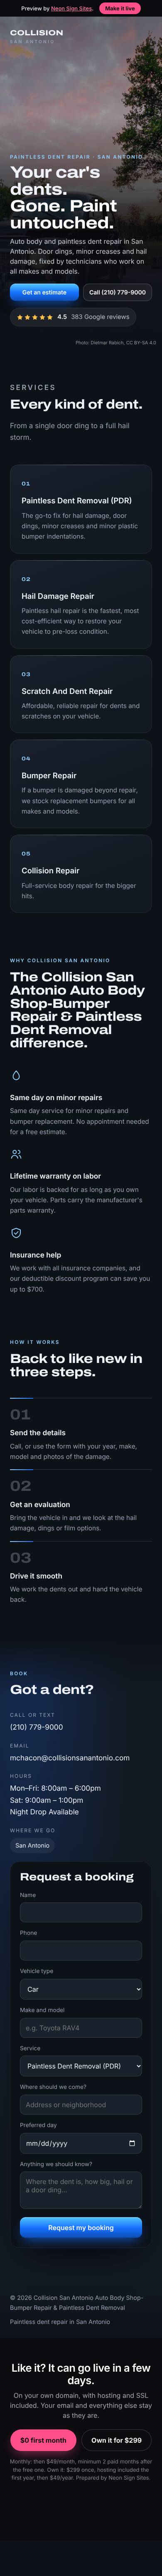 Preview by Neon Sign Sites. Make it live
COLLISION
SAN ANTONIO
PAINTLESS DENT REPAIR · SAN ANTONIO
Your car's
dents.
Gone. Paint
untouched.
Auto body and paintless dent repair in San
Antonio. Door dings, minor creases and hail
damage, fixed by technicians who work on
all makes and models.
Get an estimate
Call (210) 779-9000
★★★★★ 4.5 383 Google reviews
Photo: Dietmar Rabich, CC BY-SA 4.0
SERVICES
Every kind of dent.
From a single door ding to a full hail
storm.
01
Paintless Dent Removal (PDR)
The go-to fix for hail damage, door
dings, minor creases and minor plastic
bumper indentations.
02
Hail Damage Repair
Paintless hail repair is the fastest, most
cost-efficient way to restore your
vehicle to pre-loss condition.
03
Scratch And Dent Repair
Affordable, reliable repair for dents and
scratches on your vehicle.
04
Bumper Repair
If a bumper is damaged beyond repair,
we stock replacement bumpers for all
makes and models.
05
Collision Repair
Full-service body repair for the bigger
hits.
WHY COLLISION SAN ANTONIO
The Collision San
Antonio Auto Body
Shop-Bumper
Repair & Paintless
Dent Removal
difference.
Same day on minor repairs
Same day service for minor repairs and
bumper replacement. No appointment needed
for a free estimate.
Lifetime warranty on labor
Our labor is backed for as long as you own
your vehicle. Parts carry the manufacturer's
parts warranty.
Insurance help
We work with all insurance companies, and
our deductible discount program can save you
up to $700.
HOW IT WORKS
Back to like new in
three steps.
01
Send the details
Call, or use the form with your year, make,
model and photos of the damage.
02
Get an evaluation
Bring the vehicle in and we look at the hail
damage, dings or film options.
03
Drive it smooth
We work the dents out and hand the vehicle
back.
BOOK
Got a dent?
CALL OR TEXT
(210) 779-9000
EMAIL
mchacon@collisionsanantonio.com
HOURS
Mon–Fri: 8:00am – 6:00pm
Sat: 9:00am – 1:00pm
Night Drop Available
WHERE WE GO
San Antonio
Request a booking
Name
Phone
Vehicle type
Car
Make and model
e.g. Toyota RAV4
Service
Paintless Dent Removal (PDR)
Where should we come?
Address or neighborhood
Preferred day
mm/dd/yyyy
Anything we should know?
Where the dent is, how big, hail or
a door ding...
Request my booking
© 2026 Collision San Antonio Auto Body Shop-
Bumper Repair & Paintless Dent Removal
Paintless dent repair in San Antonio
Like it? It can go live in a few
days.
On your own domain, with hosting and SSL
included. Your email and everything else stay
as they are.
$0 first month
Own it for $299
Monthly: then $49/month, minimum 2 paid months after
the free one. Own it: $299 once, hosting included the
first year, then $49/year. Prepared by Neon Sign Sites.